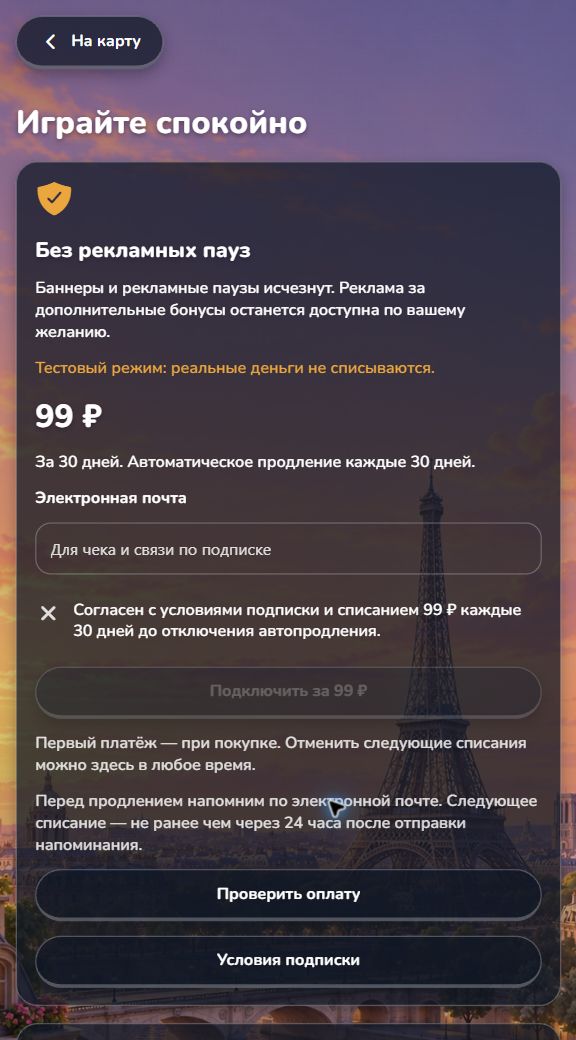 На карту
Играйте спокойно
Без рекламных пауз
Баннеры и рекламные паузы исчезнут. Реклама за
дополнительные бонусы останется доступна по вашему
желанию.
Тестовый режим: реальные деньги не списываются.
99 ₽
За 30 дней. Автоматическое продление каждые 30 дней.
Электронная почта
Для чека и связи по подписке
Согласен с условиями подписки и списанием 99 ₽ каждые
30 дней до отключения автопродления.
Подключить за 99 ₽
Первый платёж — при покупке. Отменить следующие списания
можно здесь в любое время.
Перед продлением напомним по электронной почте. Следующее
списание — не ранее чем через 24 часа после отправки
напоминания.
Проверить оплату
Условия подписки